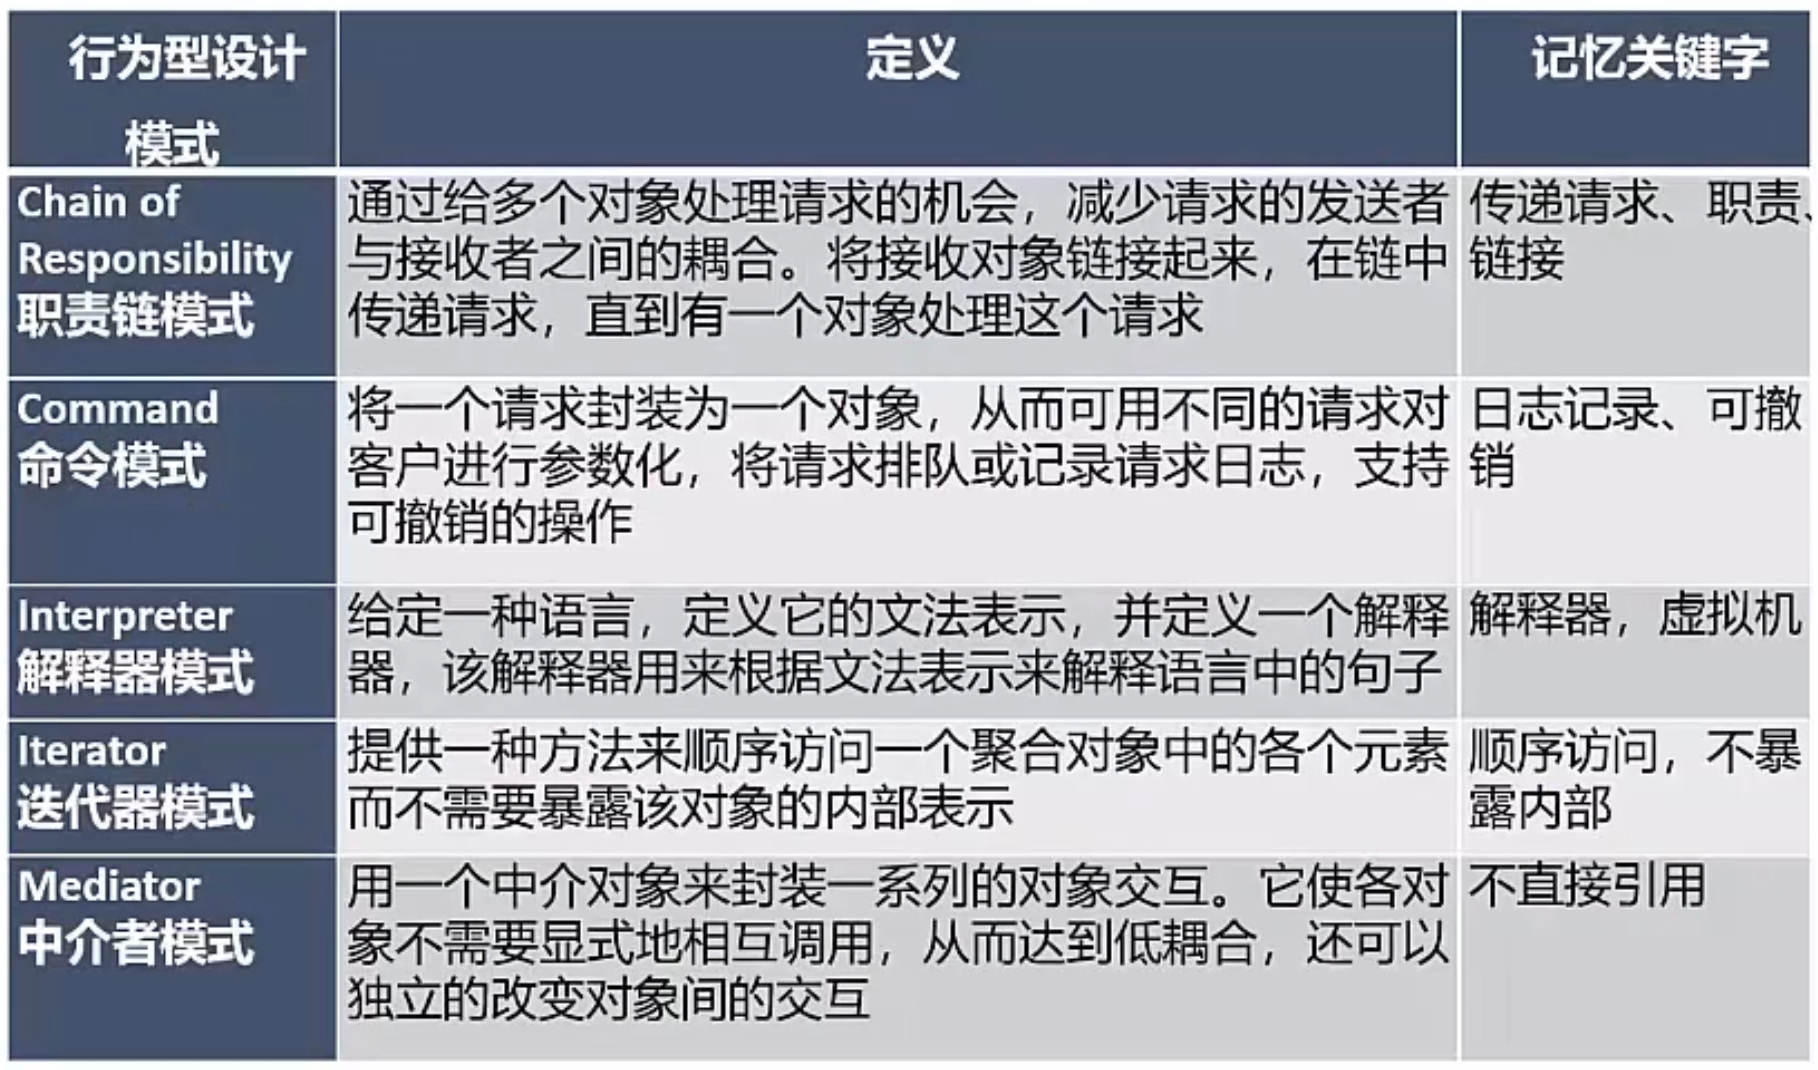 行为型设计
模式
定义
记忆关键字
Chain of
Responsibility
职责链模式
通过给多个对象处理请求的机会，减少请求的发送者
与接收者之间的耦合。将接收对象链接起来，在链中
传递请求，直到有一个对象处理这个请求
传递请求、职责、
链接
Command
命令模式
将一个请求封装为一个对象，从而可用不同的请求对
客户进行参数化，将请求排队或记录请求日志，支持
可撤销的操作
日志记录、可撤
销
Interpreter
解释器模式
给定一种语言，定义它的文法表示，并定义一个解释
器，该解释器用来根据文法表示来解释语言中的句子
解释器，虚拟机
Iterator
迭代器模式
提供一种方法来顺序访问一个聚合对象中的各个元素
而不需要暴露该对象的内部表示
顺序访问，不暴
露内部
Mediator
中介者模式
用一个中介对象来封装一系列的对象交互。它使各对
象不需要显式地相互调用，从而达到低耦合，还可以
独立的改变对象间的交互
不直接引用